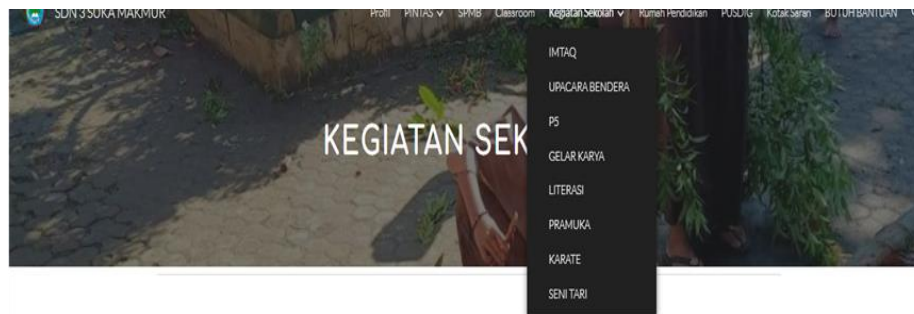 SDN 3 SUKA MAKMUR
Profil PINTAS SPMB Classroom Kegiatan Sekolah Rumah Pendidikan PUSDIG Kotak Saran BUTUH BANTUAN
KEGIATAN SEK
IMTAQ
UPACARA BENDERA
P5
GELAR KARYA
LITERASI
PRAMUKA
KARATE
SENI TARI